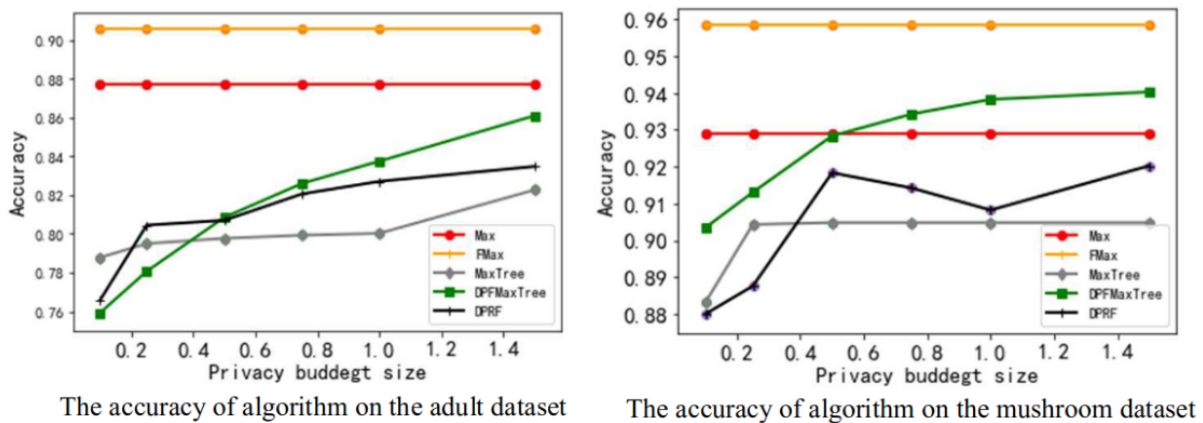 0.90
0.88
0.86
0.84
0.82
0.80
0.78
0.76
Accuracy
Max
FMax
MaxTree
DPFMaxTree
DPRF
0.2 0.4 0.6 0.8 1.0 1.2 1.4
Privacy buddegt size
The accuracy of algorithm on the adult dataset
0.96
0.95
0.94
0.93
0.92
0.91
0.90
0.89
0.88
Accuracy
Max
FMax
MaxTree
DPFMaxTree
DPRF
0.2 0.4 0.6 0.8 1.0 1.2 1.4
Privacy buddegt size
The accuracy of algorithm on the mushroom dataset